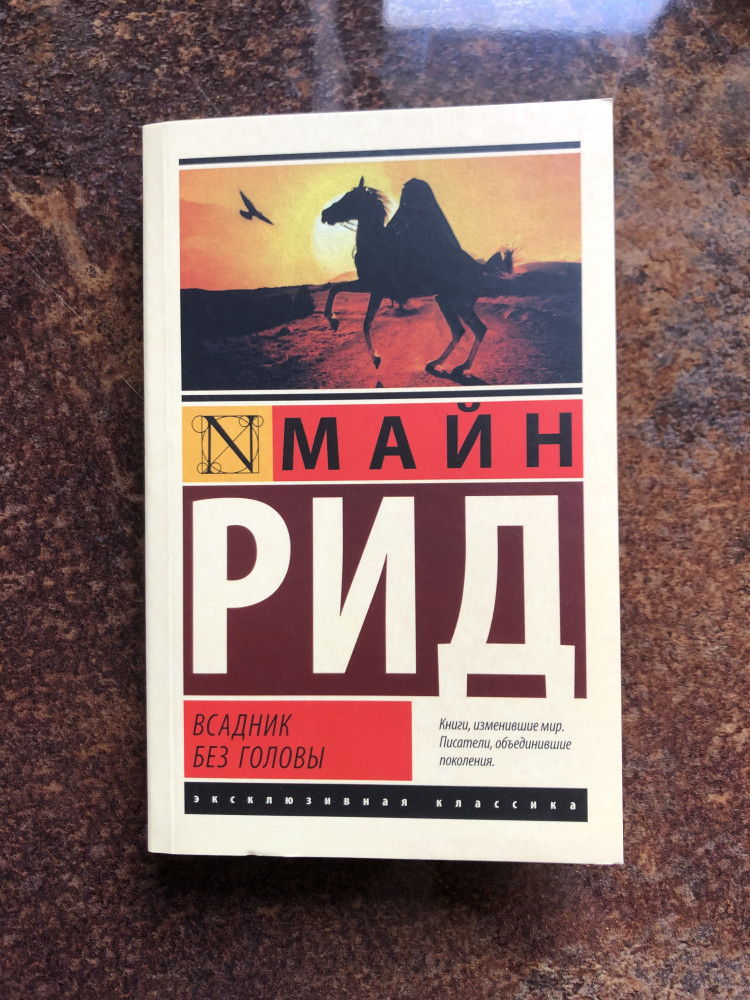 N МАЙН
РИД
ВСАДНИК
БЕЗ ГОЛОВЫ
Книги, изменившие мир.
Писатели, объединившие
поколения.
эксклюзивная классика